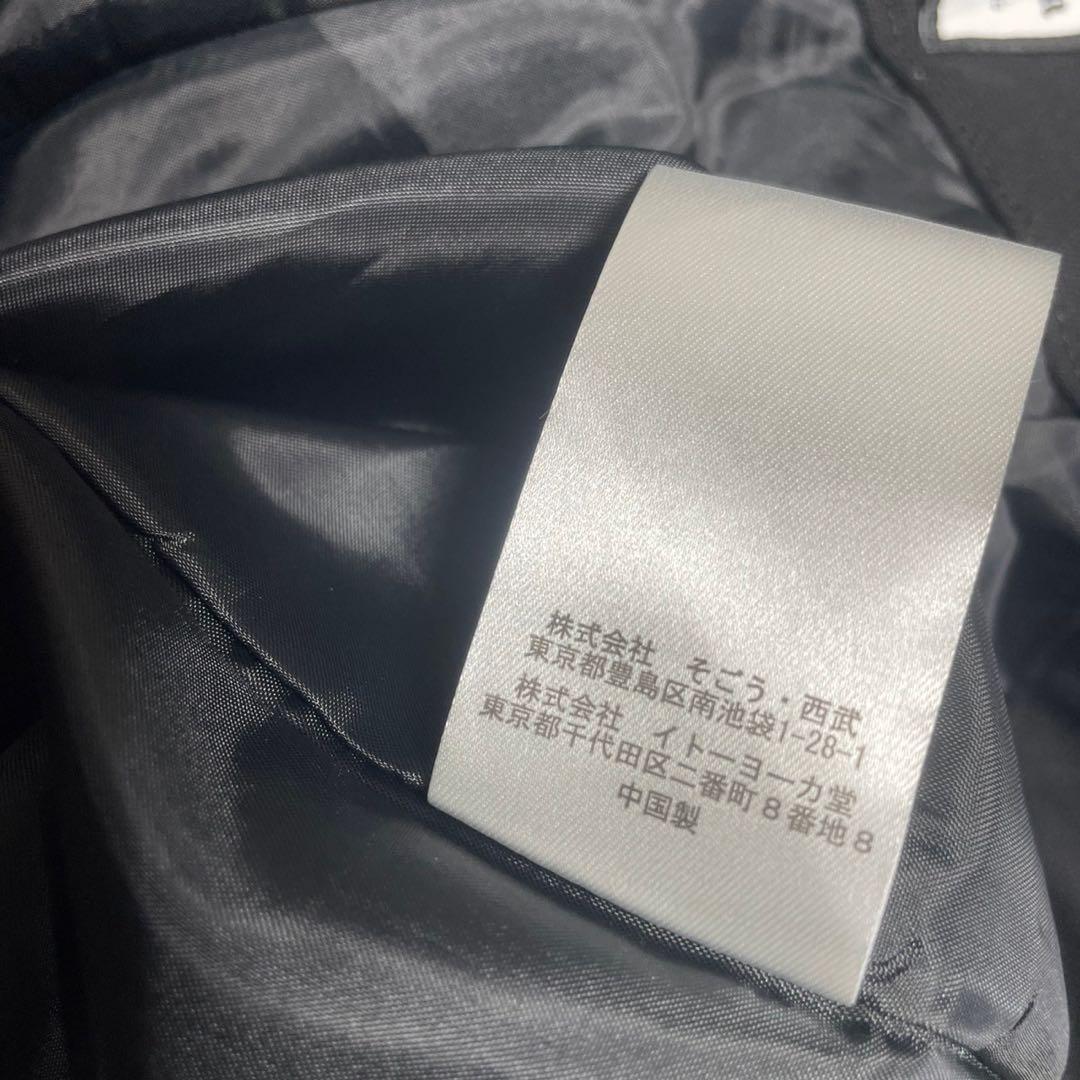 株式会社　そごう・西武
東京都豊島区南池袋1-28-1
株式会社　イトーヨーカ堂
東京都千代田区二番町８番地８
中国製